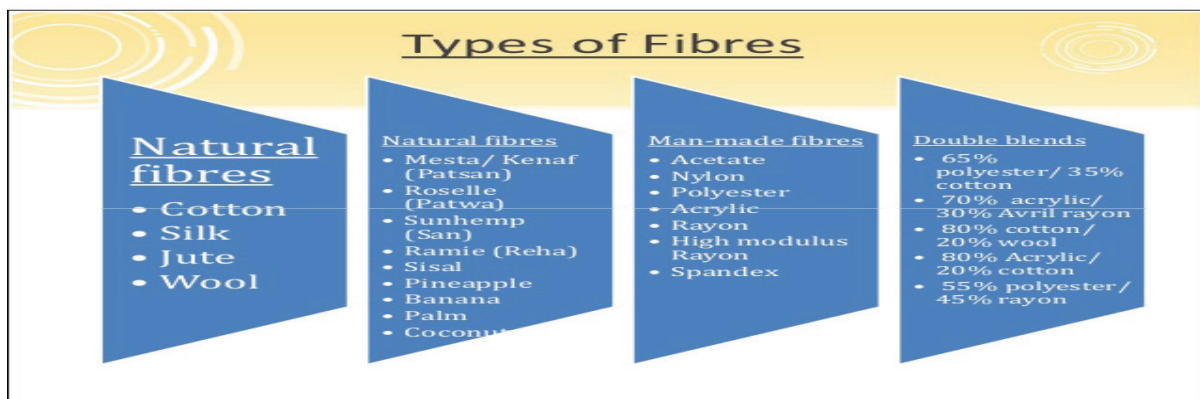 Types of Fibres
Natural
fibres
• Cotton
• Silk
• Jute
• Wool
Natural fibres
• Mesta/ Kenaf
(Patsan)
• Roselle
(Patwa)
• Sunhemp
(San)
• Ramie (Reha)
• Sisal
• Pineapple
• Banana
• Palm
• Coconut
Man-made fibres
• Acetate
• Nylon
• Polyester
• Acrylic
• Rayon
• High modulus
Rayon
• Spandex
Double blends
• 65%
polyester/ 35%
cotton
• 70% acrylic/
30% Avril rayon
• 80% cotton/
20% wool
• 80% Acrylic/
20% cotton
• 55% polyester/
45% rayon